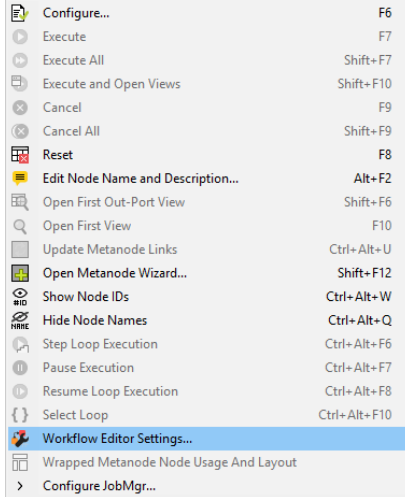 Configure... F6
Execute F7
Execute All Shift+F7
Execute and Open Views Shift+F10
Cancel F9
Cancel All Shift+F9
Reset F8
Edit Node Name and Description... Alt+F2
Open First Out-Port View Shift+F6
Open First View F10
Update Metanode Links Ctrl+Alt+U
Open Metanode Wizard... Shift+F12
#ID Show Node IDs Ctrl+Alt+W
NAME Hide Node Names Ctrl+Alt+Q
Step Loop Execution Ctrl+Alt+F6
Pause Execution Ctrl+Alt+F7
Resume Loop Execution Ctrl+Alt+F8
{ } Select Loop Ctrl+Alt+F10
Workflow Editor Settings...
Wrapped Metanode Node Usage And Layout
> Configure JobMgr...